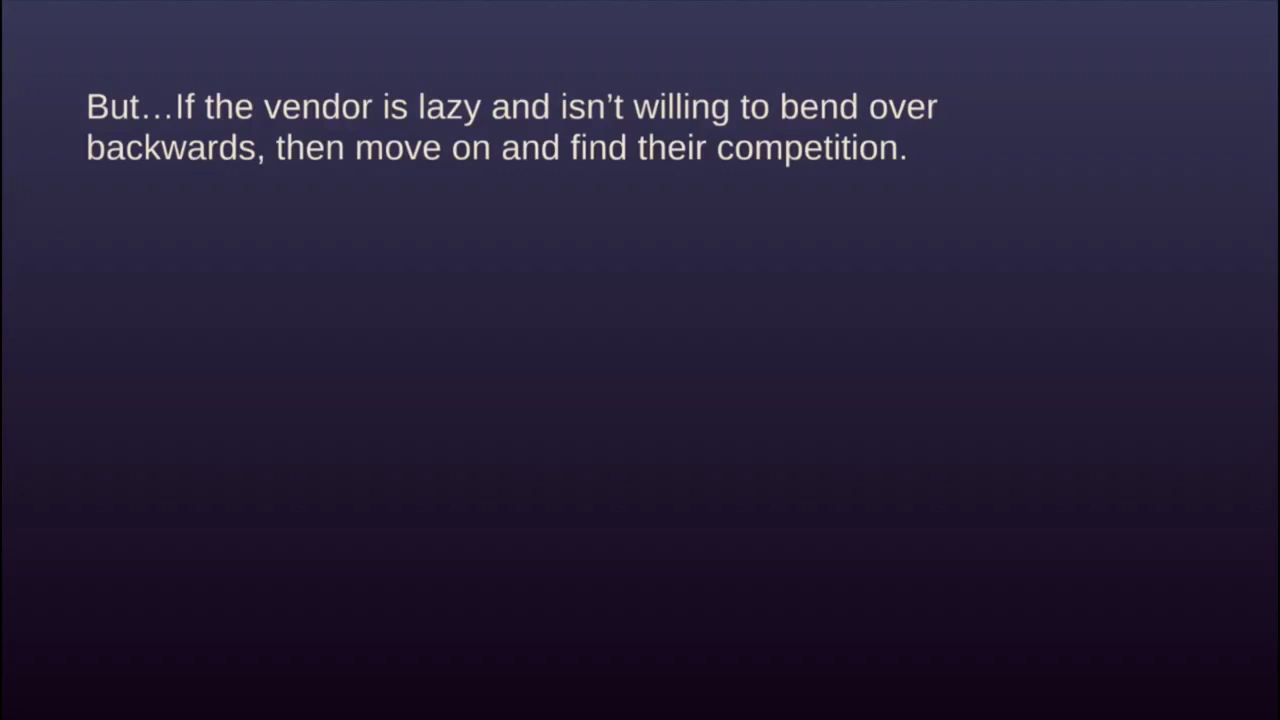 But…If the vendor is lazy and isn’t willing to bend over
backwards, then move on and find their competition.